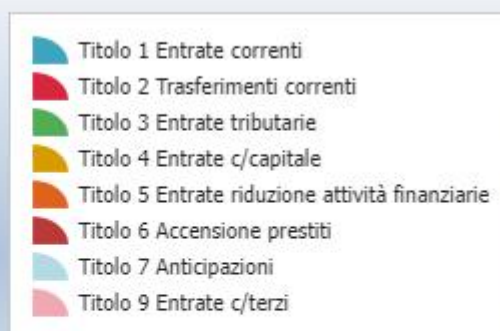 Titolo 1 Entrate correnti
Titolo 2 Trasferimenti correnti
Titolo 3 Entrate tributarie
Titolo 4 Entrate c/capitale
Titolo 5 Entrate riduzione attività finanziarie
Titolo 6 Accensione prestiti
Titolo 7 Anticipazioni
Titolo 9 Entrate c/terzi